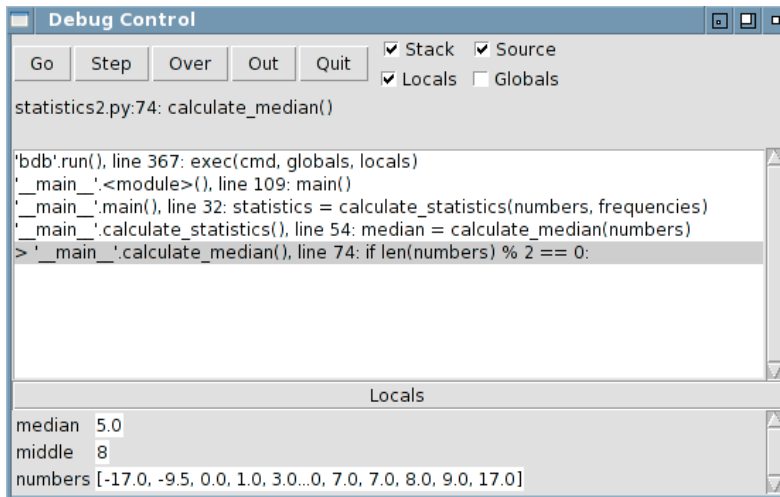 Debug Control
Go Step Over Out Quit Stack Source
Locals Globals
statistics2.py:74: calculate_median()
'bdb'.run(), line 367: exec(cmd, globals, locals)
'__main__'.<module>(), line 109: main()
'__main__'.main(), line 32: statistics = calculate_statistics(numbers, frequencies)
'__main__'.calculate_statistics(), line 54: median = calculate_median(numbers)
> '__main__'.calculate_median(), line 74: if len(numbers) % 2 == 0:
Locals
median 5.0
middle 8
numbers [-17.0, -9.5, 0.0, 1.0, 3.0...0, 7.0, 7.0, 8.0, 9.0, 17.0]